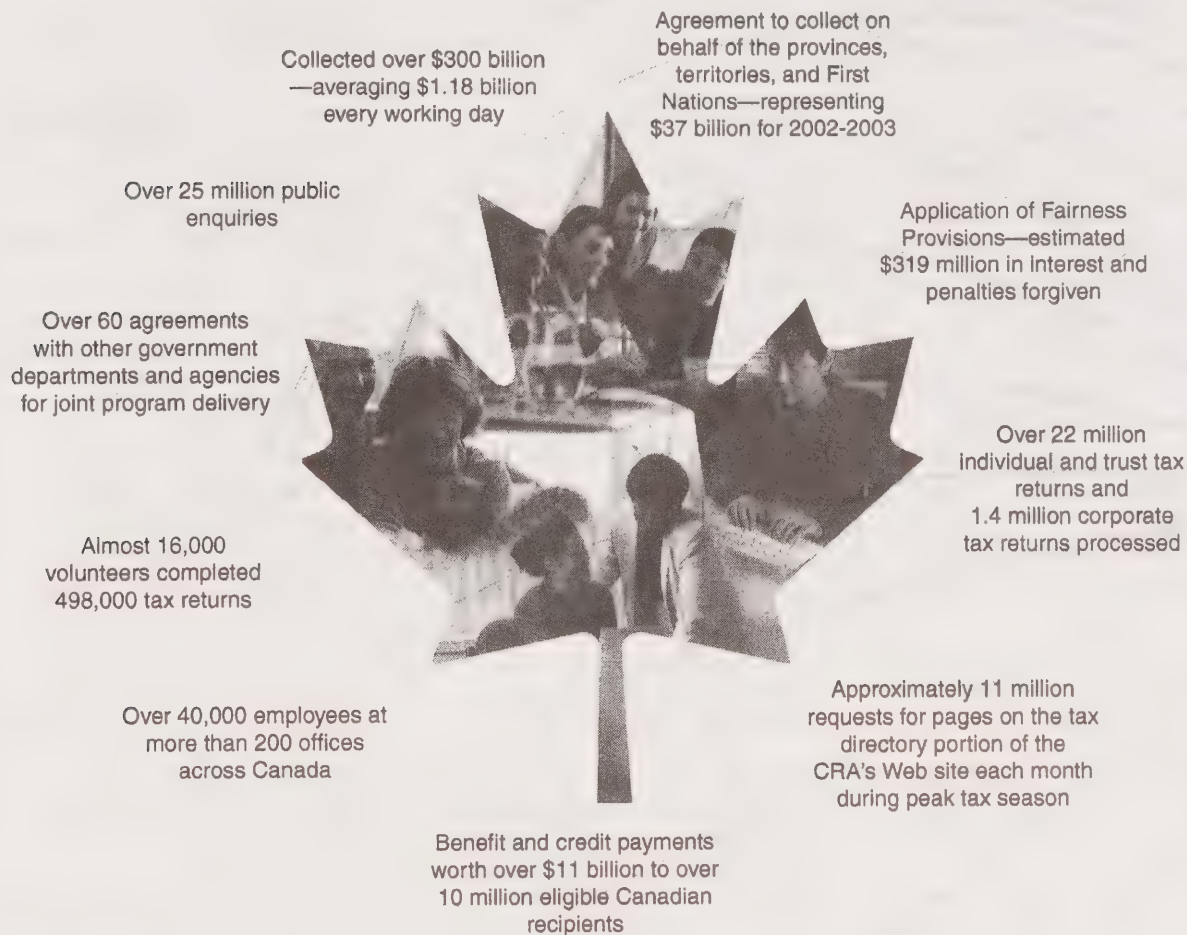 Agreement to collect on
behalf of the provinces,
territories, and First
Nations—representing
$37 billion for 2002-2003
Collected over $300 billion
—averaging $1.18 billion
every working day
Over 25 million public
enquiries
Application of Fairness
Provisions—estimated
$319 million in interest and
penalties forgiven
Over 60 agreements
with other government
departments and agencies
for joint program delivery
Over 22 million
individual and trust tax
returns and
1.4 million corporate
tax returns processed
Almost 16,000
volunteers completed
498,000 tax returns
Over 40,000 employees at
more than 200 offices
across Canada
Approximately 11 million
requests for pages on the tax
directory portion of the
CRA's Web site each month
during peak tax season
Benefit and credit payments
worth over $11 billion to over
10 million eligible Canadian
recipients